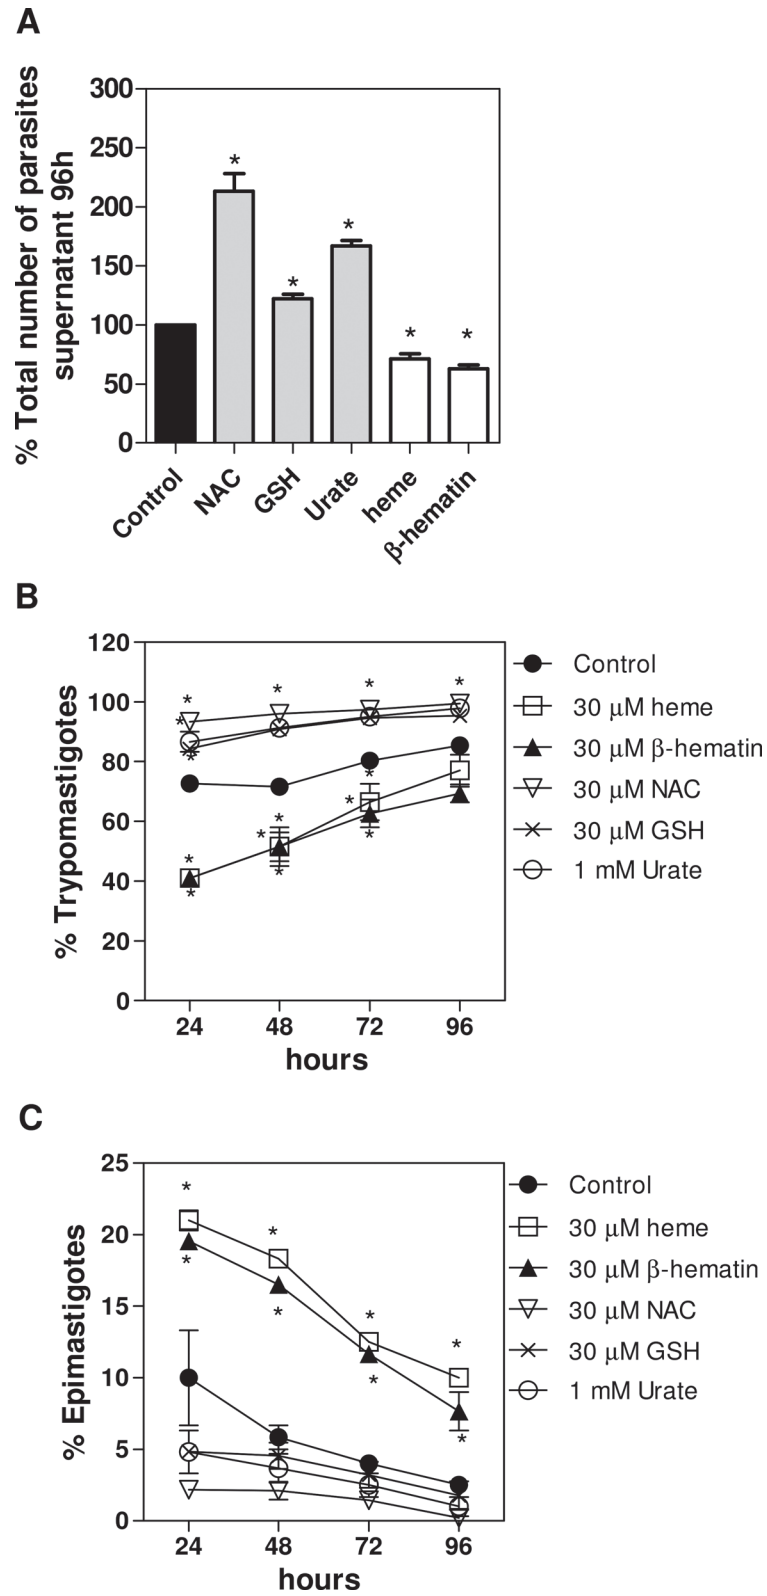 A
% Total number of parasites
supernatant 96h
300
250
200
150
100
50
0
*
*
*
*
*
Control
NAC
GSH
Urate
heme
β-hematin
B
% Trypomastigotes
120
100
80
60
40
20
0
* * * *
*
*
*
* *
* *
*
*
*
24 48 72 96
hours
Control
30 µM heme
30 µM β-hematin
30 µM NAC
30 µM GSH
1 mM Urate
C
% Epimastigotes
25
20
15
10
5
0
*
*
*
*
*
*
*
*
24 48 72 96
hours
Control
30 µM heme
30 µM β-hematin
30 µM NAC
30 µM GSH
1 mM Urate